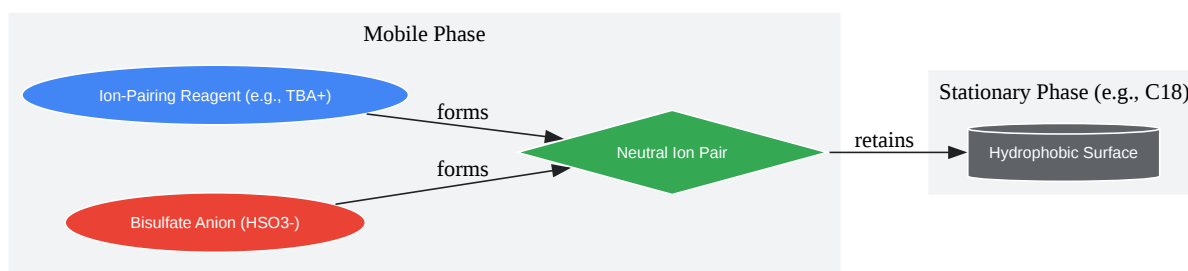 Mobile Phase
Ion-Pairing Reagent (e.g., TBA+)
forms
Bisulfate Anion (HSO3-)
forms
Neutral Ion Pair
retains
Stationary Phase (e.g., C18)
Hydrophobic Surface